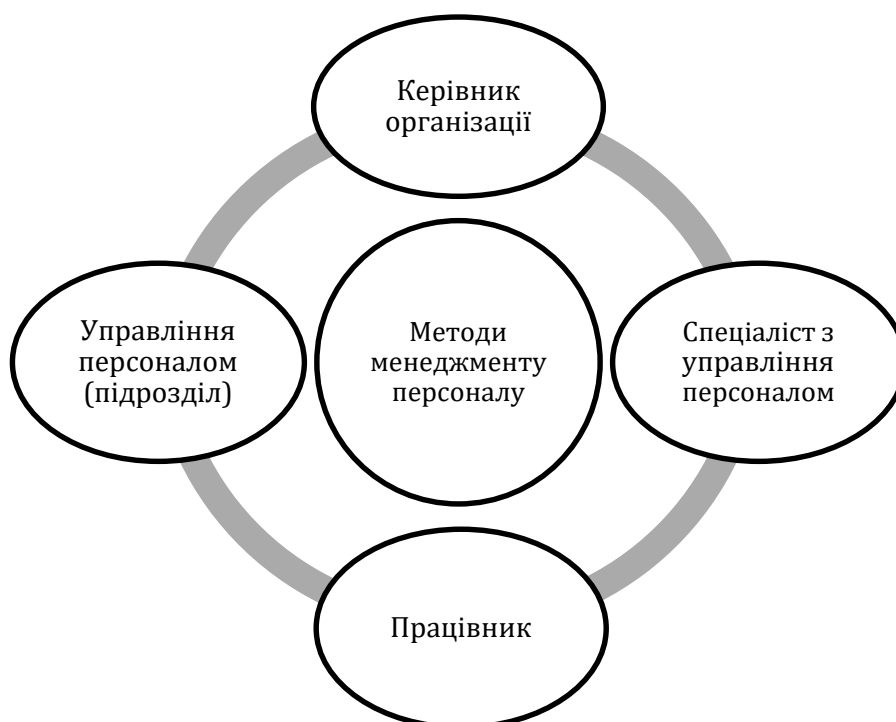 Керівник
організації
Управління
персоналом
(підрозділ)
Методи
менеджменту
персоналу
Спеціаліст з
управління
персоналом
Працівник